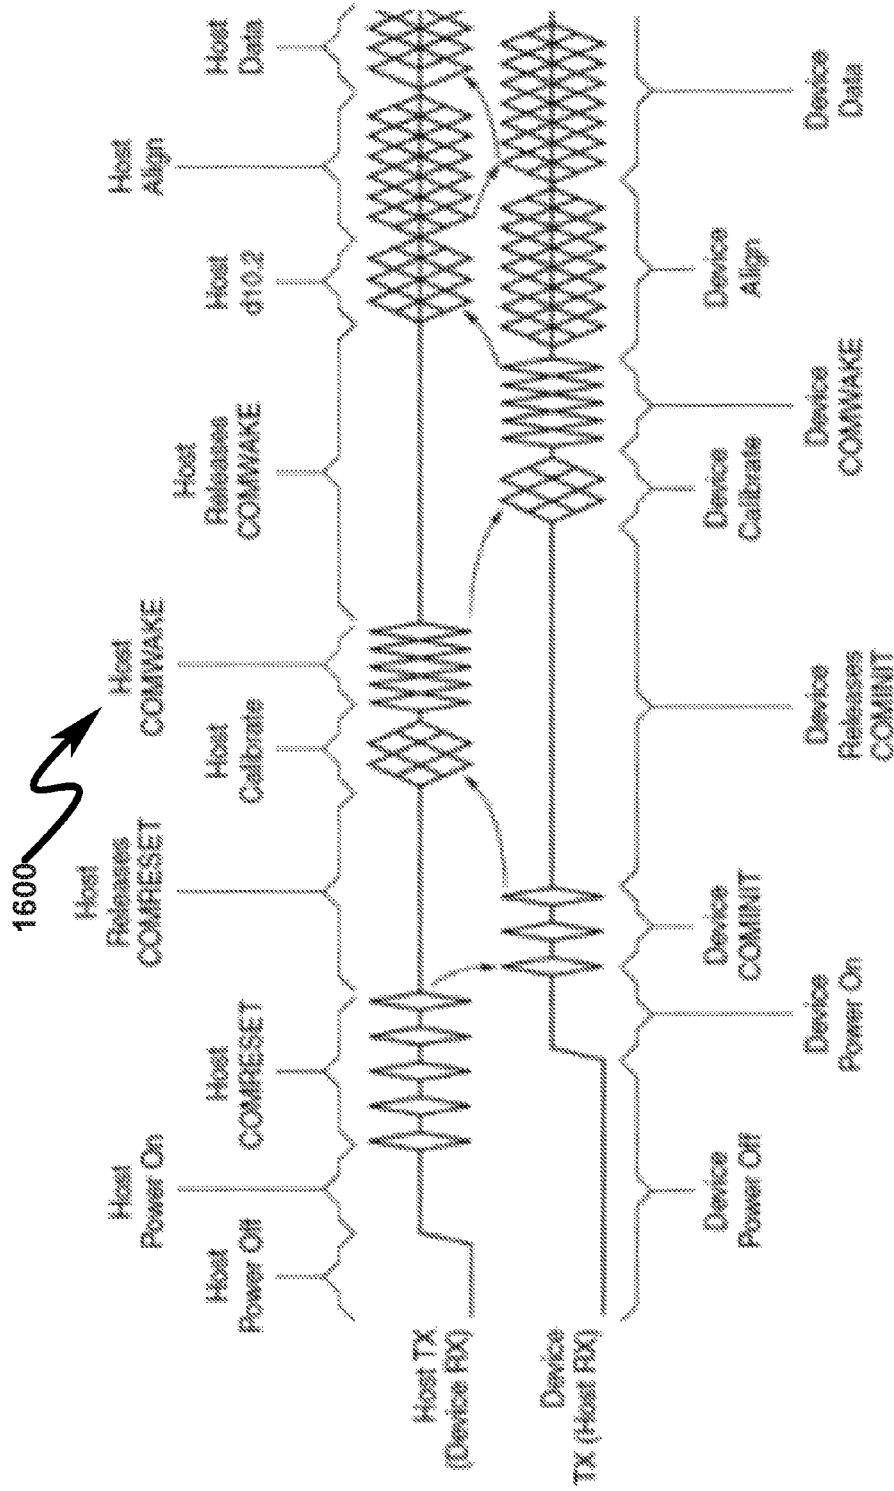 1600
Host
Power Off
Host
Power On
Host
COMRESET
Host
Releases
COMRESET
Host
Calibrate
Host
COMWAKE
Host
Releases
COMWAKE
Host
d10.2
Host
Align
Host
Data
Host TX
(Device RX)
Device
TX (Host RX)
Device
Power Off
Device
Power On
Device
COMINIT
Device
Releases
COMINIT
Device
Calibrate
Device
COMWAKE
Device
Align
Device
Data